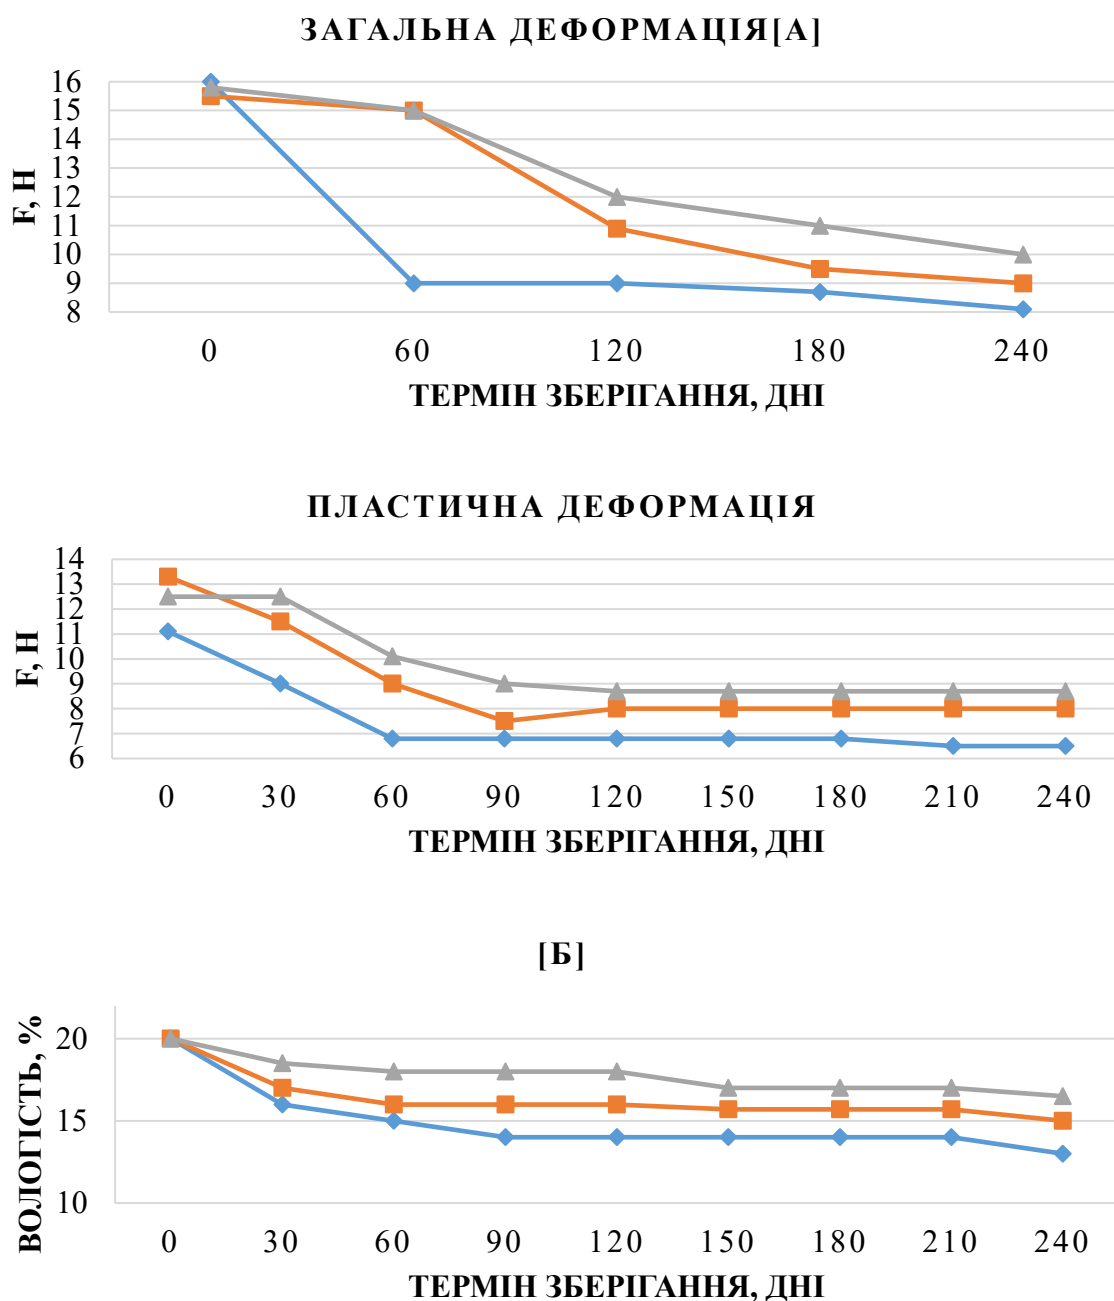 ЗАГАЛЬНА ДЕФОРМАЦІЯ[А]
F, Н
16
15
14
13
12
11
10
9
8
0 60 120 180 240
ТЕРМІН ЗБЕРІГАННЯ, ДНІ
ПЛАСТИЧНА ДЕФОРМАЦІЯ
F, Н
14
13
12
11
10
9
8
7
6
0 30 60 90 120 150 180 210 240
ТЕРМІН ЗБЕРІГАННЯ, ДНІ
[Б]
ВОЛОГІСТЬ, %
20
15
10
0 30 60 90 120 150 180 210 240
ТЕРМІН ЗБЕРІГАННЯ, ДНІ